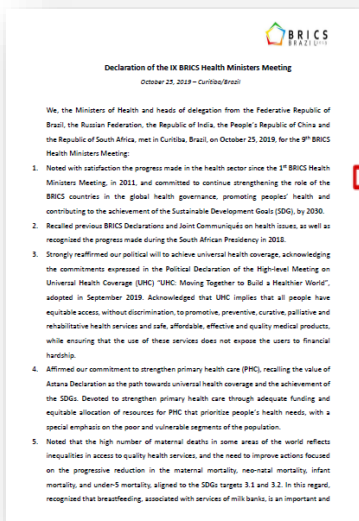 BRICS
BRAZIL 2019
Declaration of the IX BRICS Health Ministers Meeting
October 25, 2019 – Curitiba/Brazil
We, the Ministers of Health and heads of delegation from the Federative Republic of
Brazil, the Russian Federation, the Republic of India, the People's Republic of China and
the Republic of South Africa, met in Curitiba, Brazil, on October 25, 2019, for the 9th BRICS
Health Ministers Meeting:
1. Noted with satisfaction the progress made in the health sector since the 1st BRICS Health
Ministers Meeting, in 2011, and committed to continue strengthening the role of the
BRICS countries in the global health governance, promoting peoples' health and
contributing to the achievement of the Sustainable Development Goals (SDG), by 2030.
2. Recalled previous BRICS Declarations and Joint Communiqués on health issues, as well as
recognized the progress made during the South African Presidency in 2018.
3. Strongly reaffirmed our political will to achieve universal health coverage, acknowledging
the commitments expressed in the Political Declaration of the High-level Meeting on
Universal Health Coverage (UHC) "UHC: Moving Together to Build a Healthier World",
adopted in September 2019. Acknowledged that UHC implies that all people have
equitable access, without discrimination, to promotive, preventive, curative, palliative and
rehabilitative health services and safe, affordable, effective and quality medical products,
while ensuring that the use of these services does not expose the users to financial
hardship.
4. Affirmed our commitment to strengthen primary health care (PHC), recalling the value of
Astana Declaration as the path towards universal health coverage and the achievement of
the SDGs. Devoted to strengthen primary health care through adequate funding and
equitable allocation of resources for PHC that prioritize people's health needs, with a
special emphasis on the poor and vulnerable segments of the population.
5. Noted that the high number of maternal deaths in some areas of the world reflects
inequalities in access to quality health services, and the need to improve actions focused
on the progressive reduction in the maternal mortality, neo-natal mortality, infant
mortality, and under-5 mortality, aligned to the SDGs targets 3.1 and 3.2. In this regard,
recognized that breastfeeding, associated with services of milk banks, is an important and